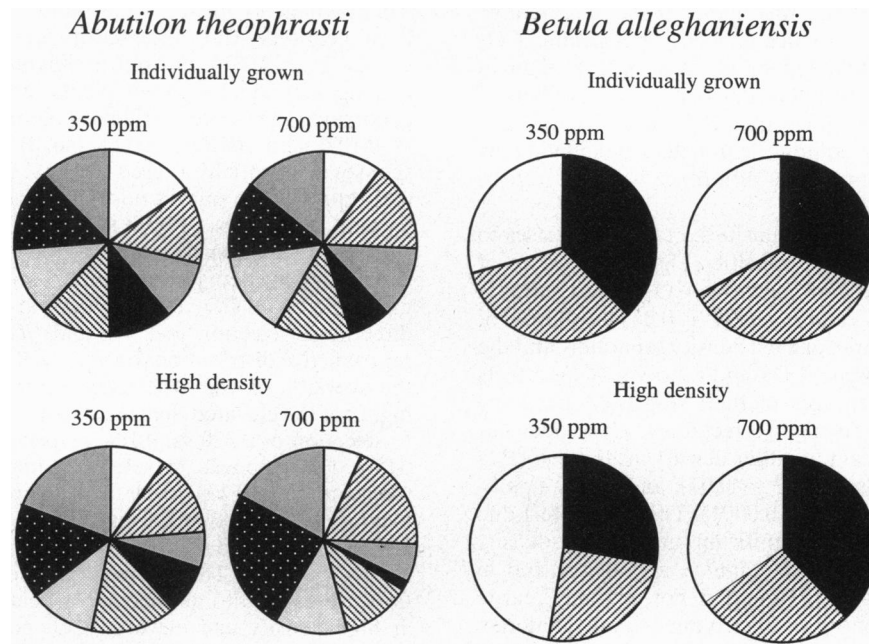 Abutilon theophrasti
Individually grown
350 ppm 700 ppm
High density
350 ppm 700 ppm
Betula alleghaniensis
Individually grown
350 ppm 700 ppm
High density
350 ppm 700 ppm